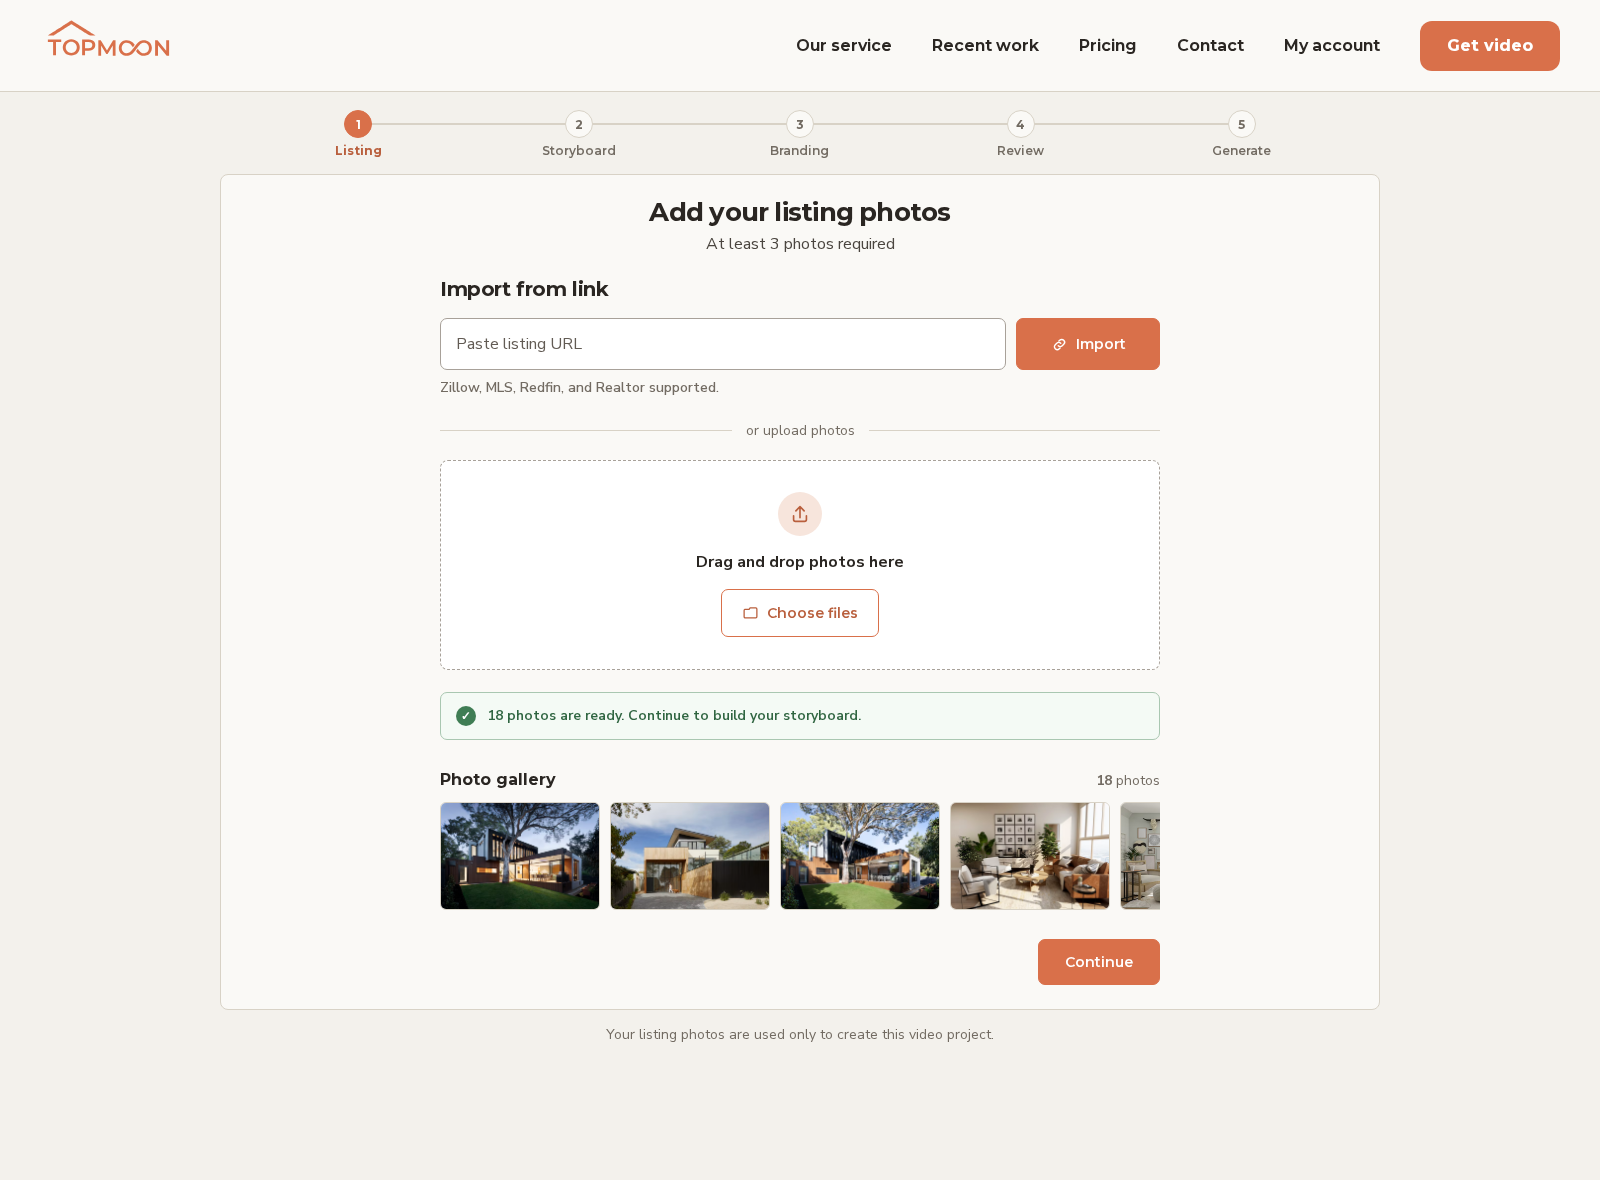 TOPMOON
Our service
Recent work
Pricing
Contact
My account
Get video
1
2
3
4
5
Listing
Storyboard
Branding
Review
Generate
Add your listing photos
At least 3 photos required
Import from link
Paste listing URL
Import
Zillow, MLS, Redfin, and Realtor supported.
or upload photos
Drag and drop photos here
Choose files
18 photos are ready. Continue to build your storyboard.
Photo gallery
18 photos
Continue
Your listing photos are used only to create this video project.